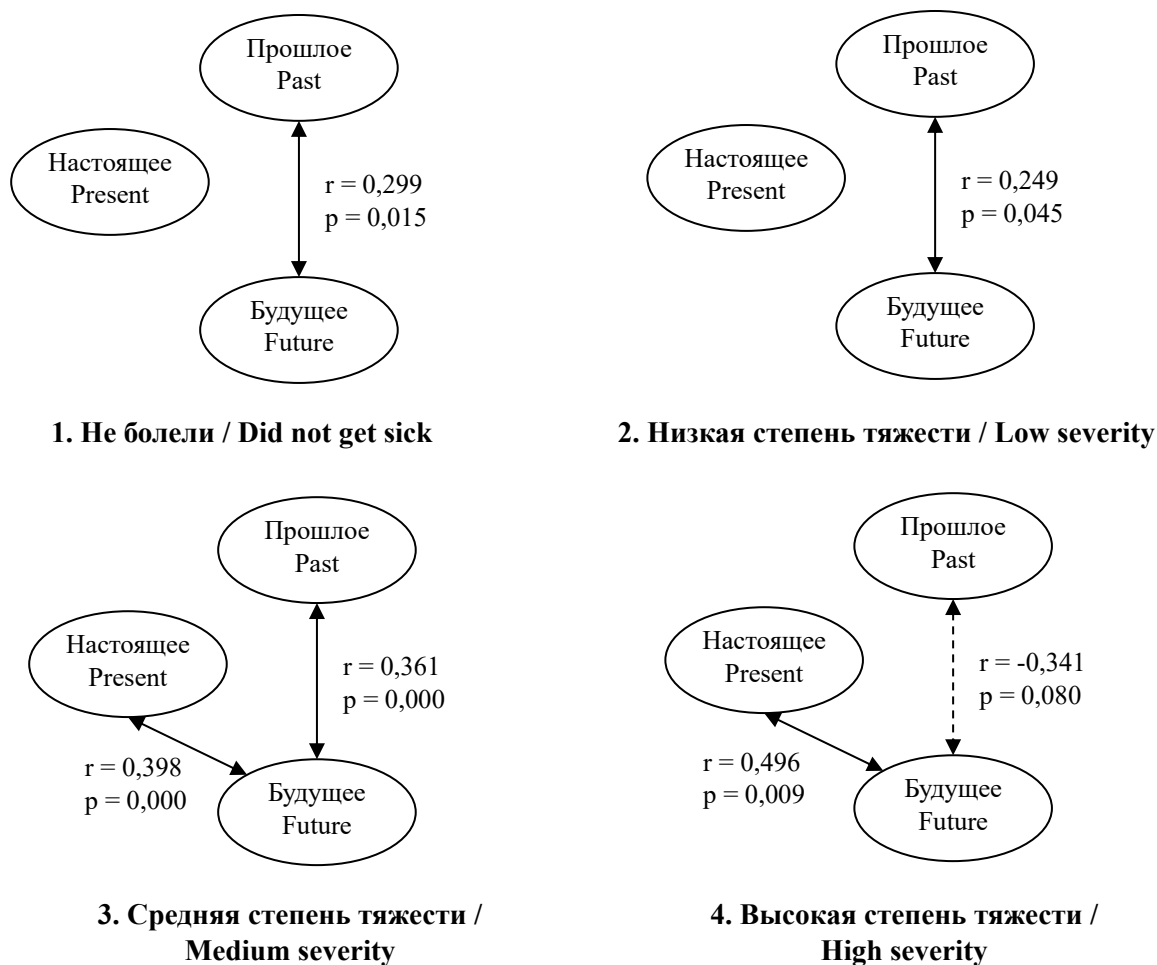 Прошлое
Past
Настоящее
Present
r = 0,299
p = 0,015
Будущее
Future
1. Не болели / Did not get sick
Прошлое
Past
Настоящее
Present
r = 0,249
p = 0,045
Будущее
Future
2. Низкая степень тяжести / Low severity
Прошлое
Past
Настоящее
Present
r = 0,361
p = 0,000
r = 0,398
p = 0,000
Будущее
Future
3. Средняя степень тяжести /
Medium severity
Прошлое
Past
Настоящее
Present
r = -0,341
p = 0,080
r = 0,496
p = 0,009
Будущее
Future
4. Высокая степень тяжести /
High severity